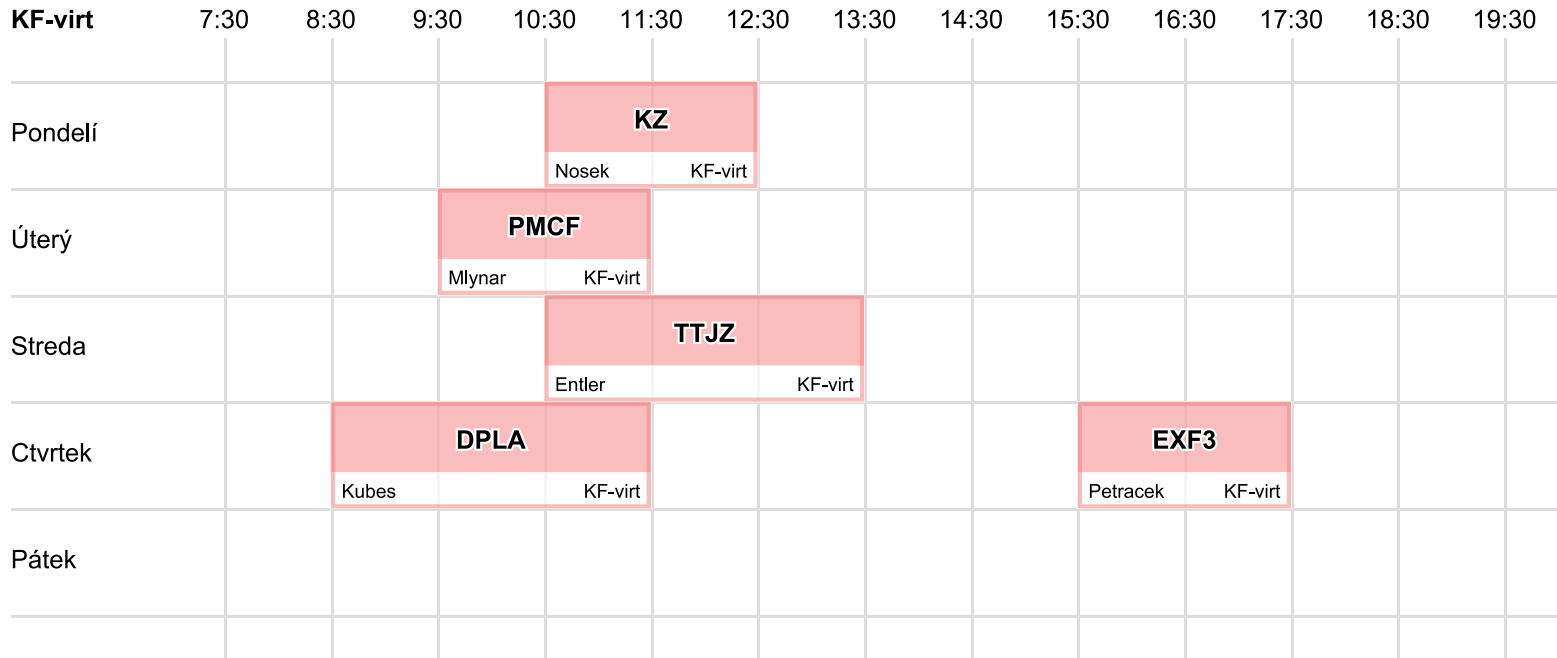 KF-virt 7:30 8:30 9:30 10:30 11:30 12:30 13:30 14:30 15:30 16:30 17:30 18:30 19:30
Pondelí
KZ
Nosek KF-virt
Úterý
PMCF
Mlynar KF-virt
Streda
TTJZ
Entler KF-virt
Ctvrtek
DPLA
Kubes KF-virt
EXF3
Petracek KF-virt
Pátek